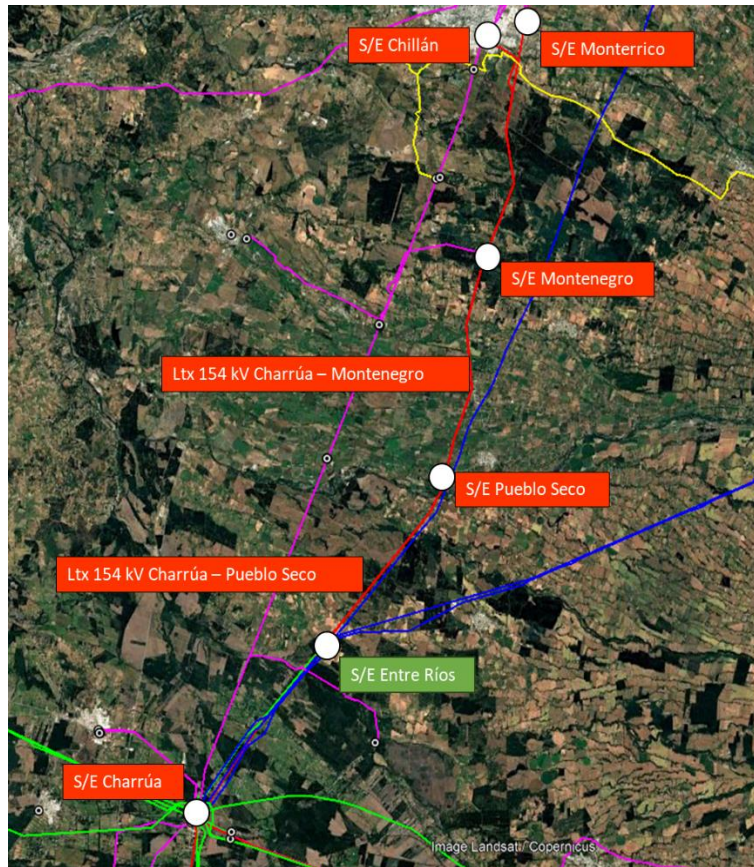 S/E Chillán
S/E Monterrico
S/E Montenegro
Ltx 154 kV Charrúa – Montenegro
S/E Pueblo Seco
Ltx 154 kV Charrúa – Pueblo Seco
S/E Entre Ríos
S/E Charrúa
Image Landsat / Copernicus